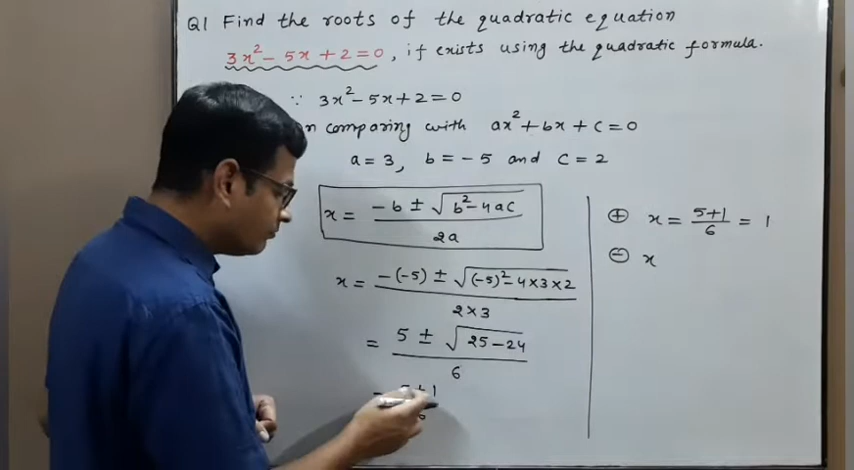 Q1 Find the roots of the quadratic equation
3x² - 5x + 2 = 0, if exists using the quadratic formula.
∵ 3x² - 5x + 2 = 0
comparing with ax² + bx + c = 0
a = 3, b = -5 and c = 2
x = (-b ± √(b² - 4ac)) / 2a
x = (-(-5) ± √((-5)² - 4×3×2)) / 2×3
= (5 ± √(25 - 24)) / 6
⊕ x = (5+1)/6 = 1
⊖ x